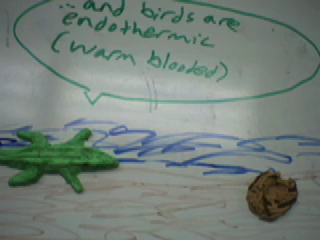 ... and birds are
endothermic
(warm blooded)